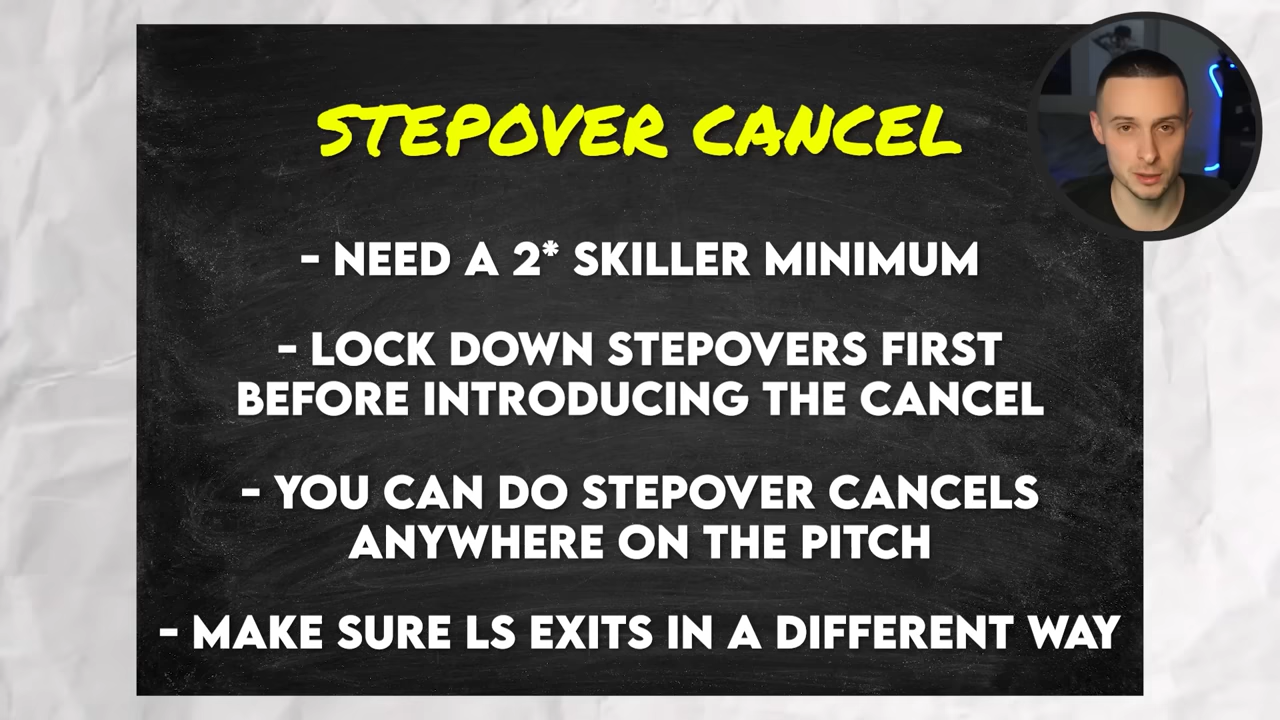 STEPOVER CANCEL
- NEED A 2* SKILLER MINIMUM
- LOCK DOWN STEPOVERS FIRST
BEFORE INTRODUCING THE CANCEL
- YOU CAN DO STEPOVER CANCELS
ANYWHERE ON THE PITCH
- MAKE SURE LS EXITS IN A DIFFERENT WAY